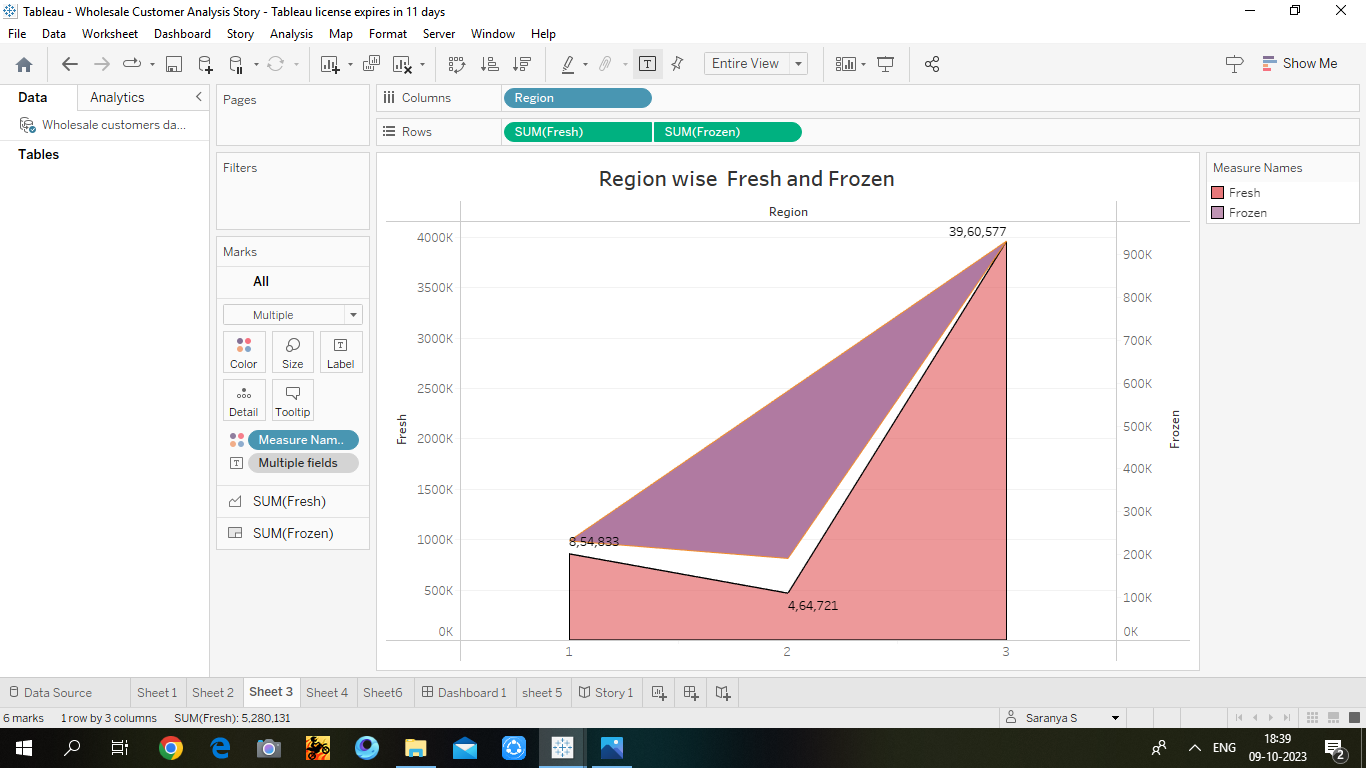 Tableau - Wholesale Customer Analysis Story - Tableau license expires in 11 days
File Data Worksheet Dashboard Story Analysis Map Format Server Window Help
Entire View
Show Me
Data Analytics
Wholesale customers da...
Tables
Pages
Filters
Marks
All
Multiple
Color Size Label
Detail Tooltip
Measure Nam..
Multiple fields
SUM(Fresh)
SUM(Frozen)
Columns Region
Rows SUM(Fresh) SUM(Frozen)
Region wise Fresh and Frozen
Region
4000K
3500K
3000K
2500K
2000K
1500K
1000K
500K
0K
Fresh
39,60,577
8,54,833
4,64,721
1 2 3
900K
800K
700K
600K
500K
400K
300K
200K
100K
0K
Frozen
Measure Names
Fresh
Frozen
Data Source Sheet 1 Sheet 2 Sheet 3 Sheet 4 Sheet6 Dashboard 1 sheet 5 Story 1
6 marks 1 row by 3 columns SUM(Fresh): 5,280,131 Saranya S
ENG
18:39
09-10-2023
2